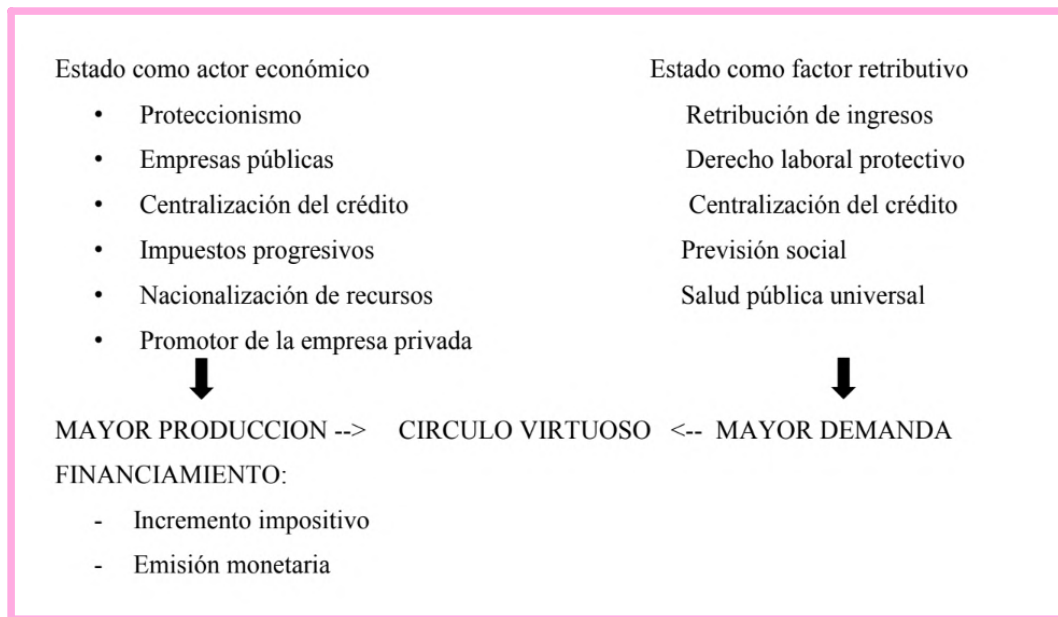 Estado como actor económico Estado como factor retributivo
• Proteccionismo Retribución de ingresos
• Empresas públicas Derecho laboral protectivo
• Centralización del crédito Centralización del crédito
• Impuestos progresivos Previsión social
• Nacionalización de recursos Salud pública universal
• Promotor de la empresa privada
MAYOR PRODUCCION --> CIRCULO VIRTUOSO <-- MAYOR DEMANDA
FINANCIAMIENTO:
- Incremento impositivo
- Emisión monetaria